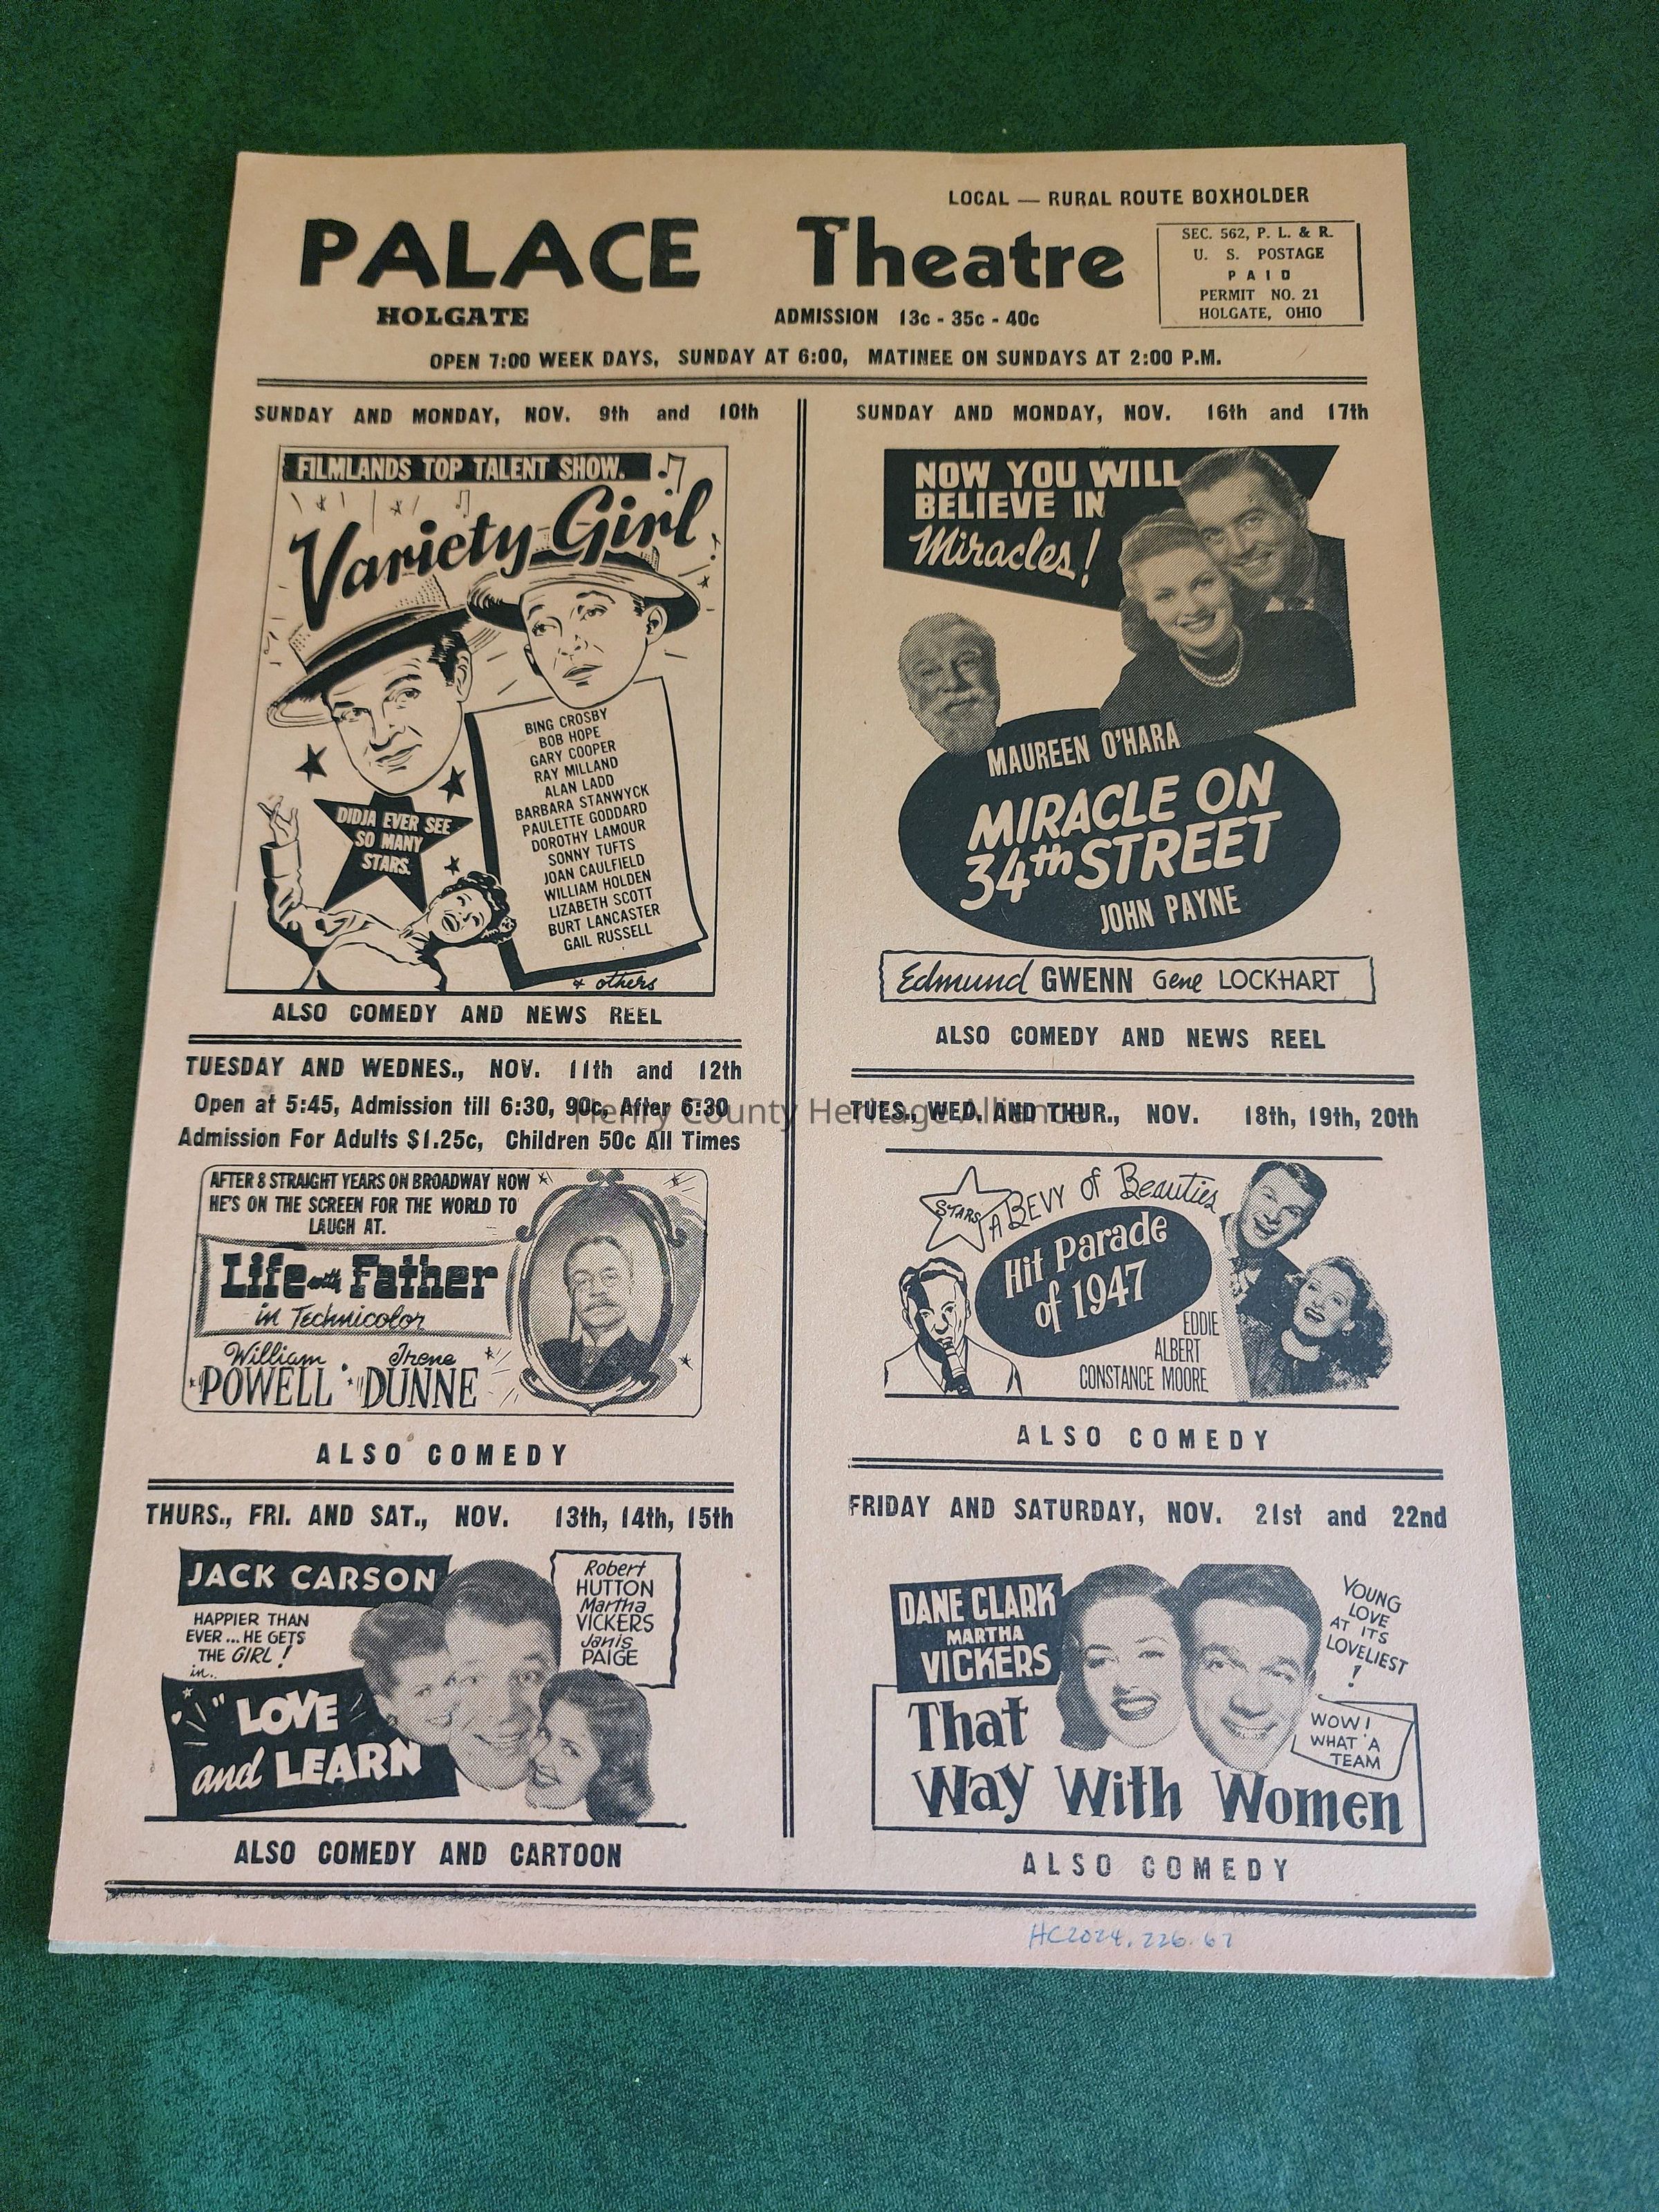 LOCAL — RURAL ROUTE BOXHOLDER
PALACE Theatre
HOLGATE
ADMISSION 13c - 35c - 40c
SEC. 562, P. L. & R.
U. S. POSTAGE
PAID
PERMIT NO. 21
HOLGATE, OHIO
OPEN 7:00 WEEK DAYS, SUNDAY AT 6:00, MATINEE ON SUNDAYS AT 2:00 P.M.
SUNDAY AND MONDAY, NOV. 9th and 10th
FILMLANDS TOP TALENT SHOW.
Variety Girl
BING CROSBY
BOB HOPE
GARY COOPER
RAY MILLAND
ALAN LADD
BARBARA STANWYCK
PAULETTE GODDARD
DOROTHY LAMOUR
SONNY TUFTS
JOAN CAULFIELD
WILLIAM HOLDEN
LIZABETH SCOTT
BURT LANCASTER
GAIL RUSSELL
& others
DIDJA EVER SEE
SO MANY
STARS.
ALSO COMEDY AND NEWS REEL
TUESDAY AND WEDNES., NOV. 11th and 12th
Open at 5:45, Admission till 6:30, 90c, After 6:30
Admission For Adults $1.25c, Children 50c All Times
AFTER 8 STRAIGHT YEARS ON BROADWAY NOW
HE'S ON THE SCREEN FOR THE WORLD TO
LAUGH AT.
Life with Father
in Technicolor
William POWELL
Irene DUNNE
ALSO COMEDY
THURS., FRI. AND SAT., NOV. 13th, 14th, 15th
JACK CARSON
HAPPIER THAN
EVER... HE GETS
THE GIRL!
in..
"LOVE
and LEARN
Robert
HUTTON
Martha
VICKERS
Janis
PAIGE
ALSO COMEDY AND CARTOON
SUNDAY AND MONDAY, NOV. 16th and 17th
NOW YOU WILL
BELIEVE IN
Miracles!
MAUREEN O'HARA
MIRACLE ON
34th STREET
JOHN PAYNE
Edmund GWENN Gene LOCKHART
ALSO COMEDY AND NEWS REEL
TUES., WED. AND THUR., NOV. 18th, 19th, 20th
STARS
A BEVY of Beauties
Hit Parade
of 1947
EDDIE
ALBERT
CONSTANCE MOORE
ALSO COMEDY
FRIDAY AND SATURDAY, NOV. 21st and 22nd
DANE CLARK
MARTHA
VICKERS
YOUNG
LOVE
AT ITS
LOVELIEST
!
That
Way With Women
WOW!
WHAT A
TEAM
ALSO COMEDY
HC2024.226.67
Henry County Heritage Alliance